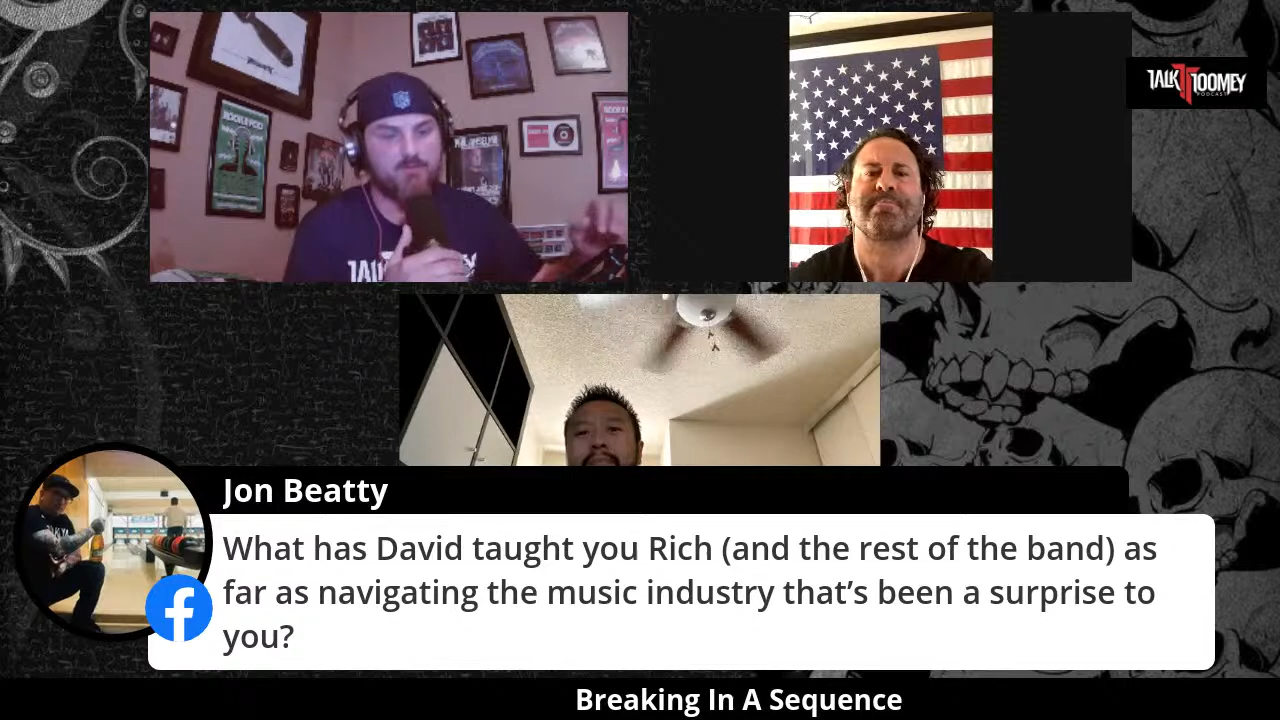 TALK TOOMEY
PODCAST
Jon Beatty
What has David taught you Rich (and the rest of the band) as
far as navigating the music industry that’s been a surprise to
you?
Breaking In A Sequence